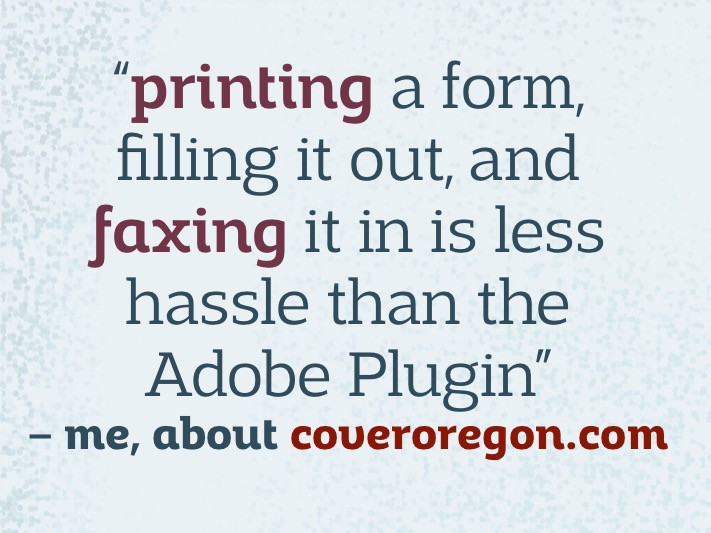 “printing a form,
filling it out, and
faxing it in is less
hassle than the
Adobe Plugin”
– me, about coveroregon.com